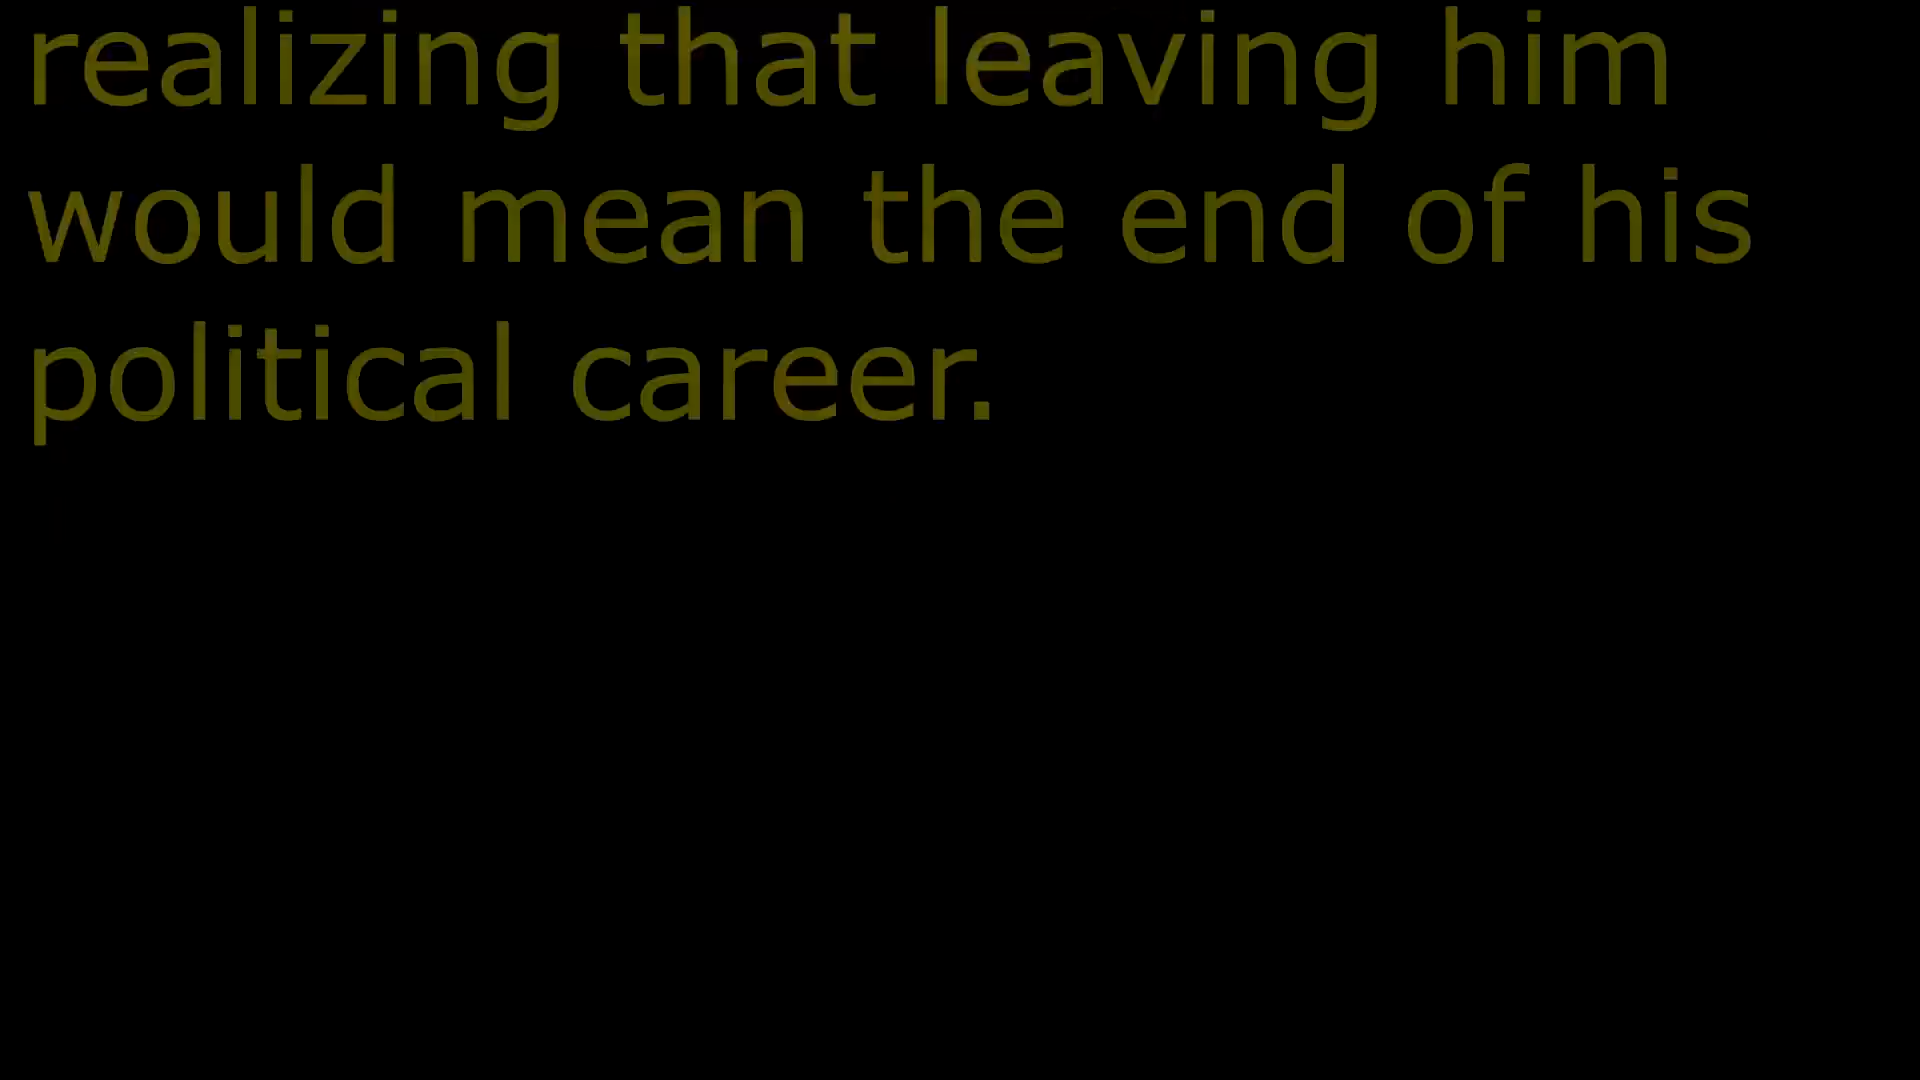 realizing that leaving him
would mean the end of his
political career.